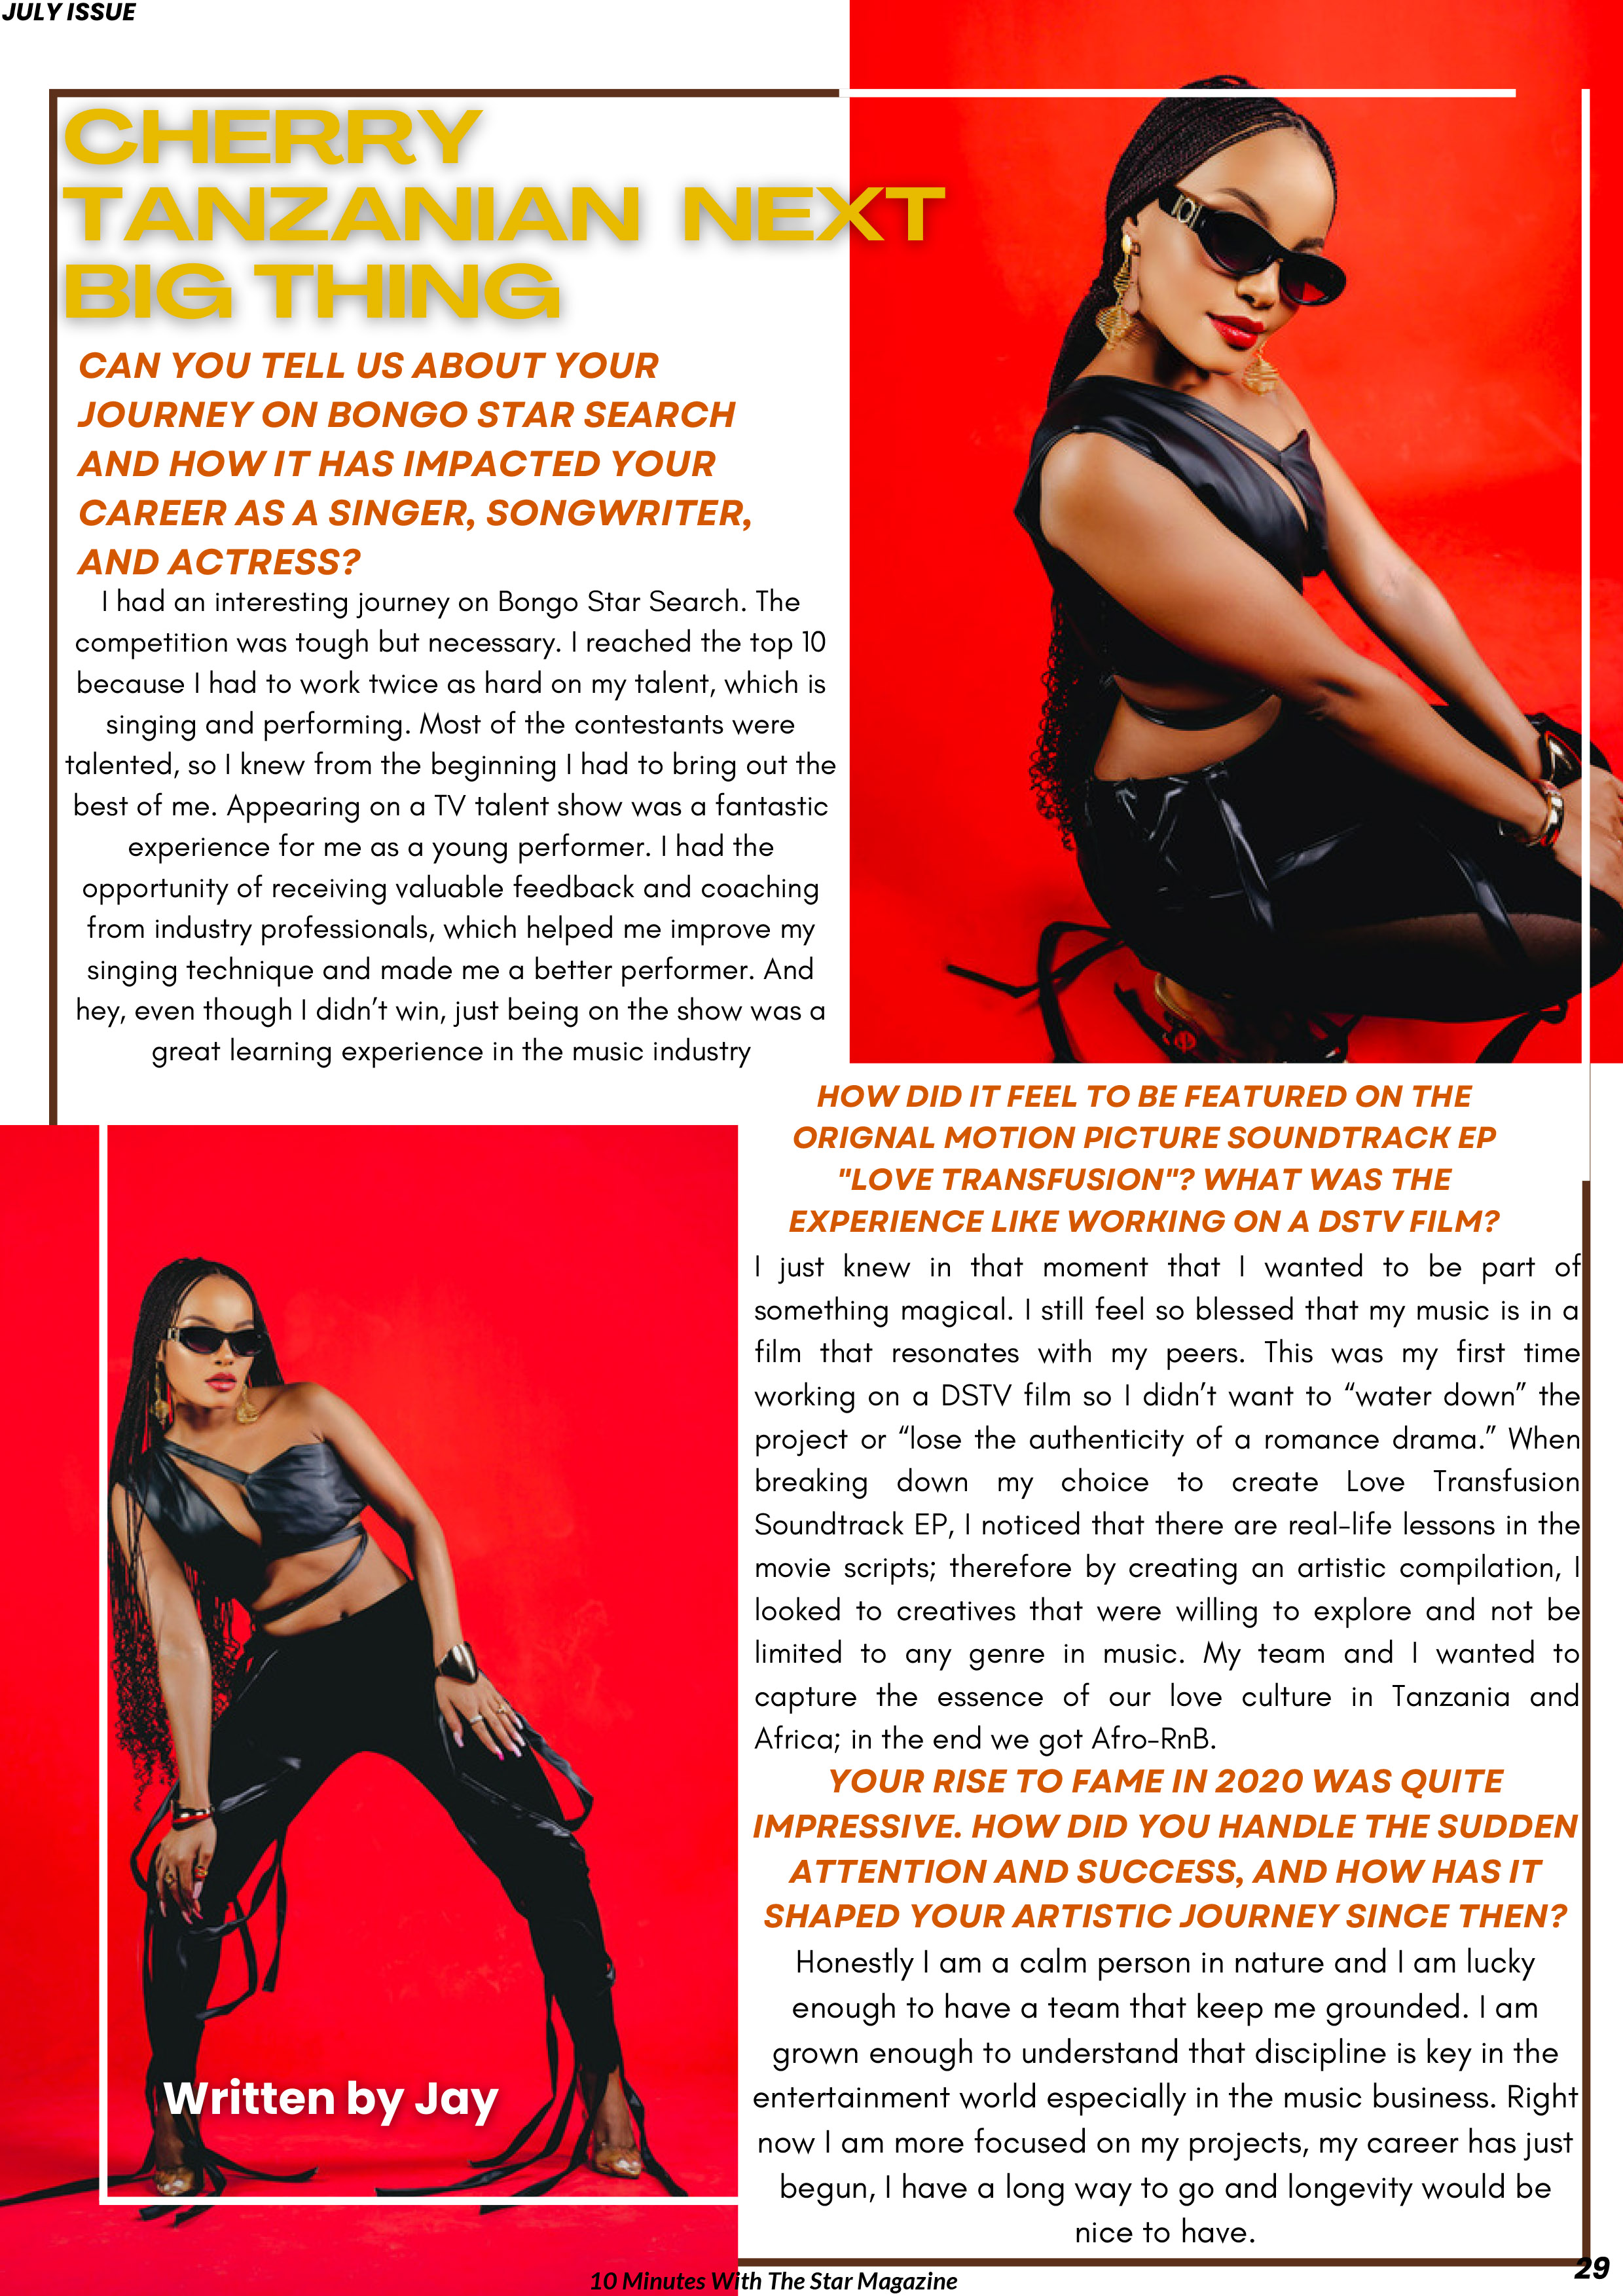 JULY ISSUE
CHERRY
TANZANIAN NEXT
BIG THING
CAN YOU TELL US ABOUT YOUR
JOURNEY ON BONGO STAR SEARCH
AND HOW IT HAS IMPACTED YOUR
CAREER AS A SINGER, SONGWRITER,
AND ACTRESS?
I had an interesting journey on Bongo Star Search. The
competition was tough but necessary. I reached the top 10
because I had to work twice as hard on my talent, which is
singing and performing. Most of the contestants were
talented, so I knew from the beginning I had to bring out the
best of me. Appearing on a TV talent show was a fantastic
experience for me as a young performer. I had the
opportunity of receiving valuable feedback and coaching
from industry professionals, which helped me improve my
singing technique and made me a better performer. And
hey, even though I didn’t win, just being on the show was a
great learning experience in the music industry
HOW DID IT FEEL TO BE FEATURED ON THE
ORIGNAL MOTION PICTURE SOUNDTRACK EP
"LOVE TRANSFUSION"? WHAT WAS THE
EXPERIENCE LIKE WORKING ON A DSTV FILM?
I just knew in that moment that I wanted to be part of
something magical. I still feel so blessed that my music is in a
film that resonates with my peers. This was my first time
working on a DSTV film so I didn’t want to “water down” the
project or “lose the authenticity of a romance drama.” When
breaking down my choice to create Love Transfusion
Soundtrack EP, I noticed that there are real-life lessons in the
movie scripts; therefore by creating an artistic compilation, I
looked to creatives that were willing to explore and not be
limited to any genre in music. My team and I wanted to
capture the essence of our love culture in Tanzania and
Africa; in the end we got Afro-RnB.
YOUR RISE TO FAME IN 2020 WAS QUITE
IMPRESSIVE. HOW DID YOU HANDLE THE SUDDEN
ATTENTION AND SUCCESS, AND HOW HAS IT
SHAPED YOUR ARTISTIC JOURNEY SINCE THEN?
Honestly I am a calm person in nature and I am lucky
enough to have a team that keep me grounded. I am
grown enough to understand that discipline is key in the
entertainment world especially in the music business. Right
now I am more focused on my projects, my career has just
begun, I have a long way to go and longevity would be
nice to have.
Written by Jay
10 Minutes With The Star Magazine
29